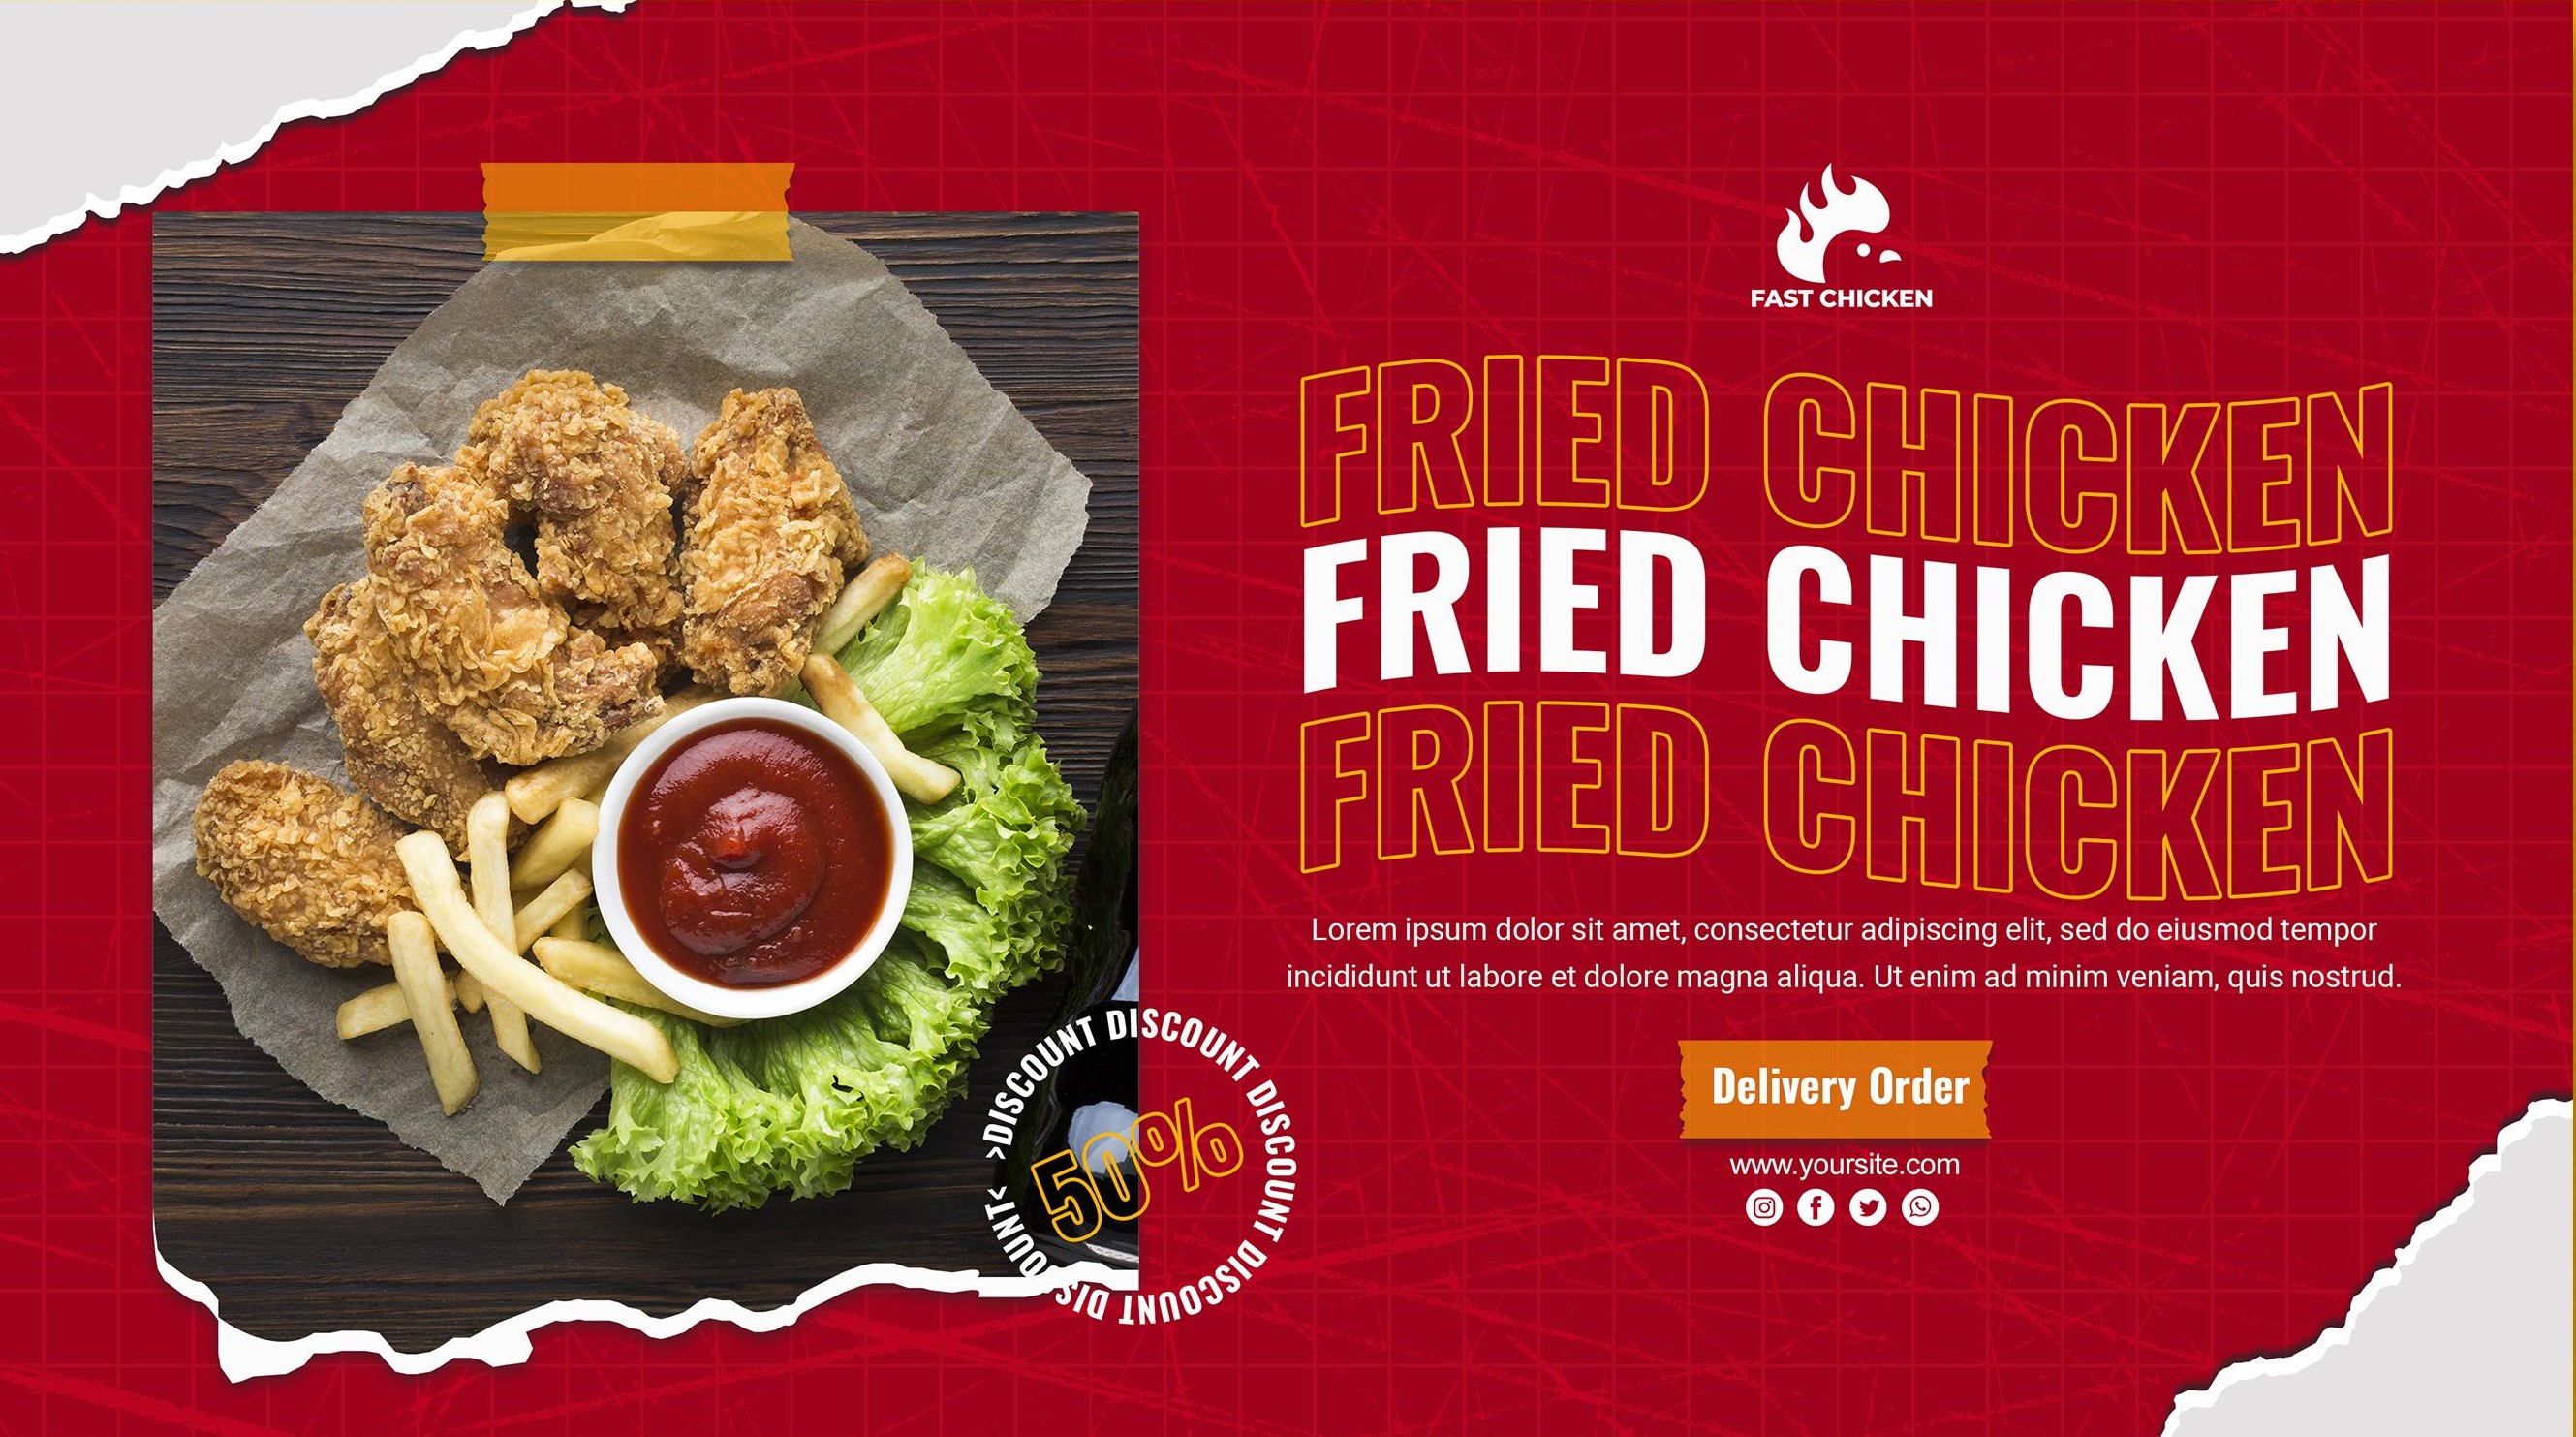 FAST CHICKEN
FRIED CHICKEN
FRIED CHICKEN
FRIED CHICKEN
Lorem ipsum dolor sit amet, consectetur adipiscing elit, sed do eiusmod tempor
incididunt ut labore et dolore magna aliqua. Ut enim ad minim veniam, quis nostrud.
>DISCOUNT DISCOUNT DISCOUNT DISCOUNT DISCOUNT<
50%
Delivery Order
www.yoursite.com